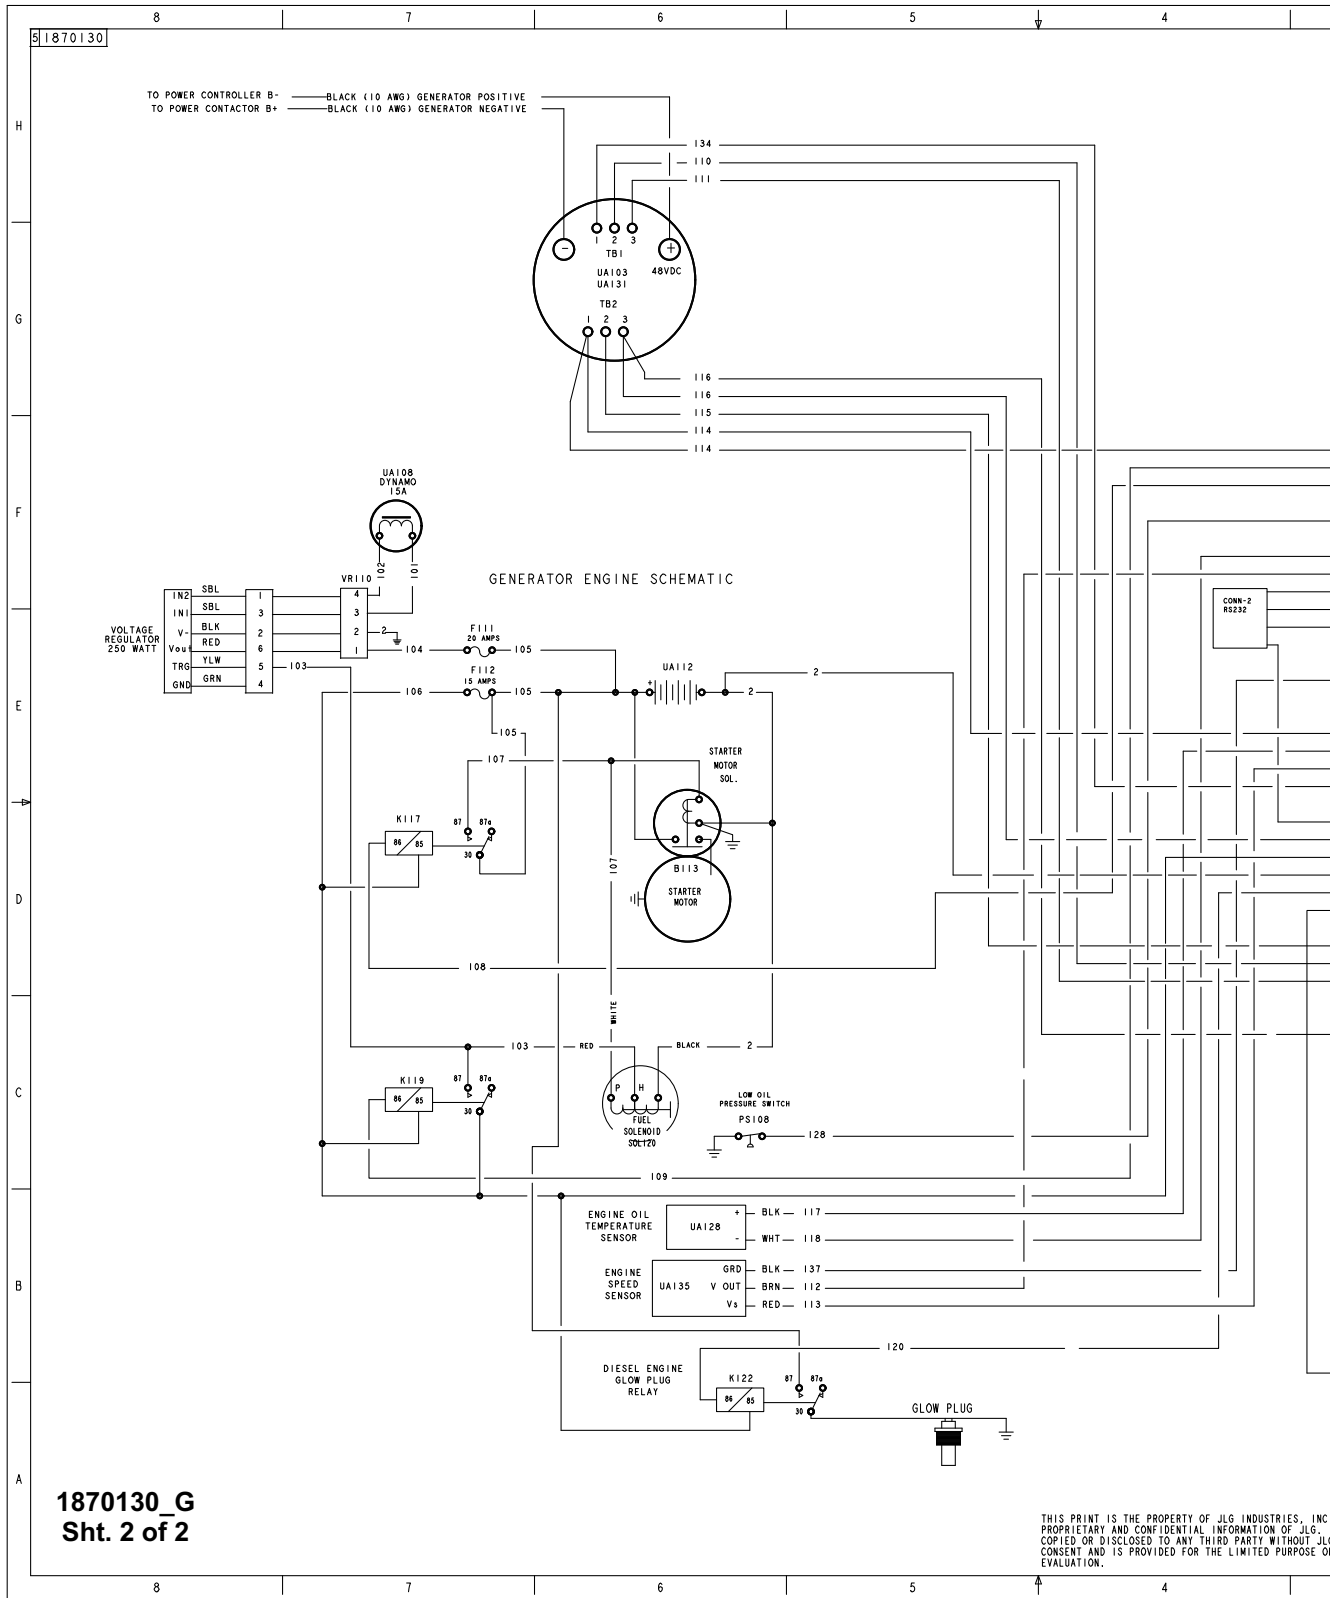 8 7 6 5 4
5 1870130
TO POWER CONTROLLER B- BLACK (10 AWG) GENERATOR POSITIVE
TO POWER CONTACTOR B+ BLACK (10 AWG) GENERATOR NEGATIVE
H
134
110
111
1 2 3
TB1
- +
48VDC
UA103
UA131
TB2
1 2 3
G
116
116
115
114
114
UA108
DYNAMO
15A
F
102 101
VR110
GENERATOR ENGINE SCHEMATIC
CONN-2
RS232
IN2 SBL 1 4
IN1 SBL 3 3
V- BLK 2 2 2
Vout RED 6 1 104
TRG YLW 5 103
GND GRN 4
VOLTAGE
REGULATOR
250 WATT
F111
20 AMPS
105
F112
15 AMPS
106 105
UA112
+
2
2
E
105
107
STARTER
MOTOR
SOL.
K117
87 87a
86 85
30
107
B113
STARTER
MOTOR
D
108
WHITE
103 RED BLACK 2
K119
87 87a
86 85
30
C
P H
FUEL
SOLENOID
SOL120
LOW OIL
PRESSURE SWITCH
PS108
128
109
ENGINE OIL
TEMPERATURE
SENSOR
UA128
+ BLK 117
- WHT 118
B
ENGINE
SPEED
SENSOR
UA135
GRD BLK 137
V OUT BRN 112
Vs RED 113
120
DIESEL ENGINE
GLOW PLUG
RELAY
K122
87 87a
86 85
30
GLOW PLUG
A
1870130_G
Sht. 2 of 2
THIS PRINT IS THE PROPERTY OF JLG INDUSTRIES, INC
PROPRIETARY AND CONFIDENTIAL INFORMATION OF JLG.
COPIED OR DISCLOSED TO ANY THIRD PARTY WITHOUT JLG
CONSENT AND IS PROVIDED FOR THE LIMITED PURPOSE OF
EVALUATION.
8 7 6 5 4